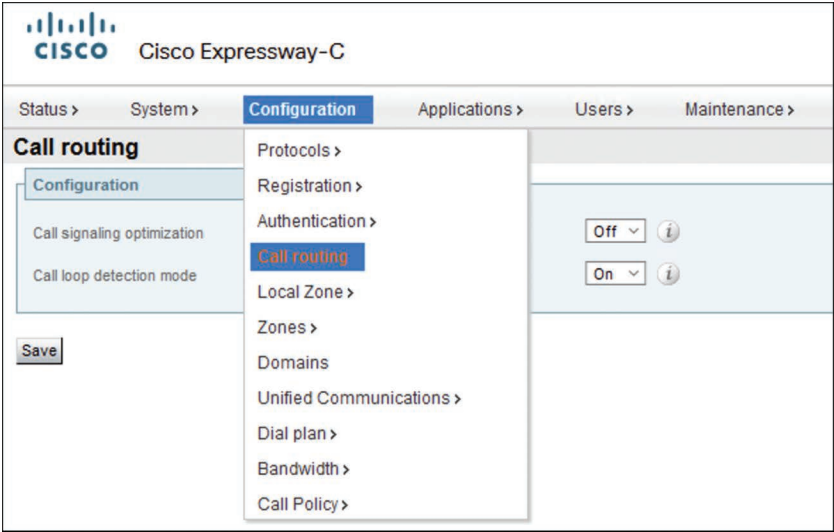 CISCO Cisco Expressway-C
Status > System > Configuration Applications > Users > Maintenance >
Call routing
Configuration
Call signaling optimization Off i
Call loop detection mode On i
Save
Protocols >
Registration >
Authentication >
Call routing
Local Zone >
Zones >
Domains
Unified Communications >
Dial plan >
Bandwidth >
Call Policy >